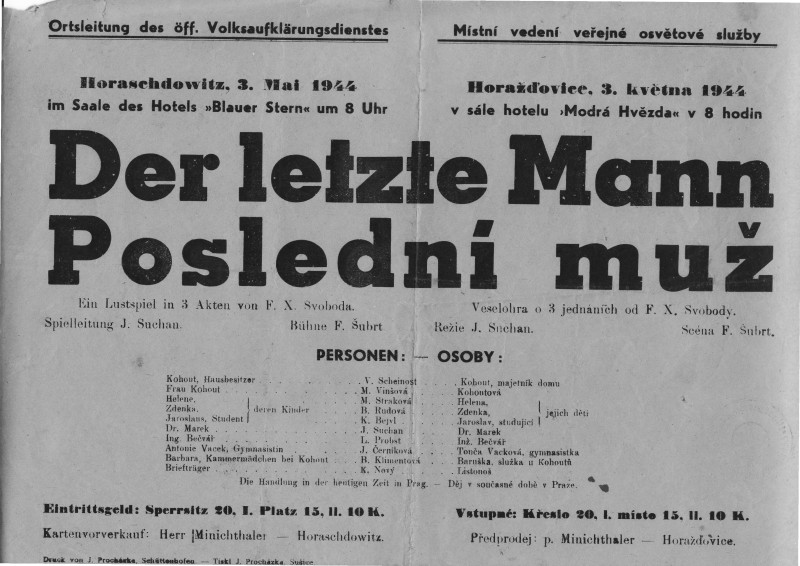 Ortsleitung des öff. Volksaufklärungsdienstes
Místní vedení veřejné osvětové služby
Horaschdowitz, 3. Mai 1944
im Saale des Hotels »Blauer Stern« um 8 Uhr
Horažďovice, 3. května 1944
v sále hotelu ›Modrá Hvězda« v 8 hodin
Der letzte Mann
Poslední muž
Ein Lustspiel in 3 Akten von F. X. Svoboda.
Veselohra o 3 jednáních od F. X. Svobody.
Spielleitung J. Suchan. Bühne F. Šubrt
Režie J. Suchan. Scéna F. Šubrt.
PERSONEN: — OSOBY:
Kohout, Hausbesitzer . . . . . V. Scheinost . . . Kohout, majetník domu
Frau Kohout . . . . . M. Vinšová . . . Kohoutová
Helene, M. Straková . . . Helena,
Zdenka, deren Kinder . . . B. Rudová . . . Zdenka, jejich děti
Jaroslaus, Student K. Bejvl . . . Jaroslav, studující
Dr. Marek . . . . . J. Suchan . . . Dr. Marek
Ing. Bečvář . . . . . L. Probst . . . Inž. Bečvář
Antonie Vacek, Gymnasistin . . . J. Černíková . . . Tonča Vacková, gymnasistka
Barbara, Kammermädchen bei Kohout . . . B. Klimentová . . . Baruška, služka u Kohoutů
Briefträger . . . . . K. Nový . . . Listonoš
Die Handlung in der heutigen Zeit in Prag. — Děj v současné době v Praze.
Eintrittsgeld: Sperrsitz 20, I. Platz 15, II. 10 K.
Vstupné: Křeslo 20, I. místo 15, II. 10 K.
Kartenvorverkauf: Herr Minichthaler — Horaschdowitz.
Předprodej: p. Minichthaler — Horažďovice.
Druck von J. Procházka, Schüttenhofen. — Tiskl J. Procházka, Sušice.